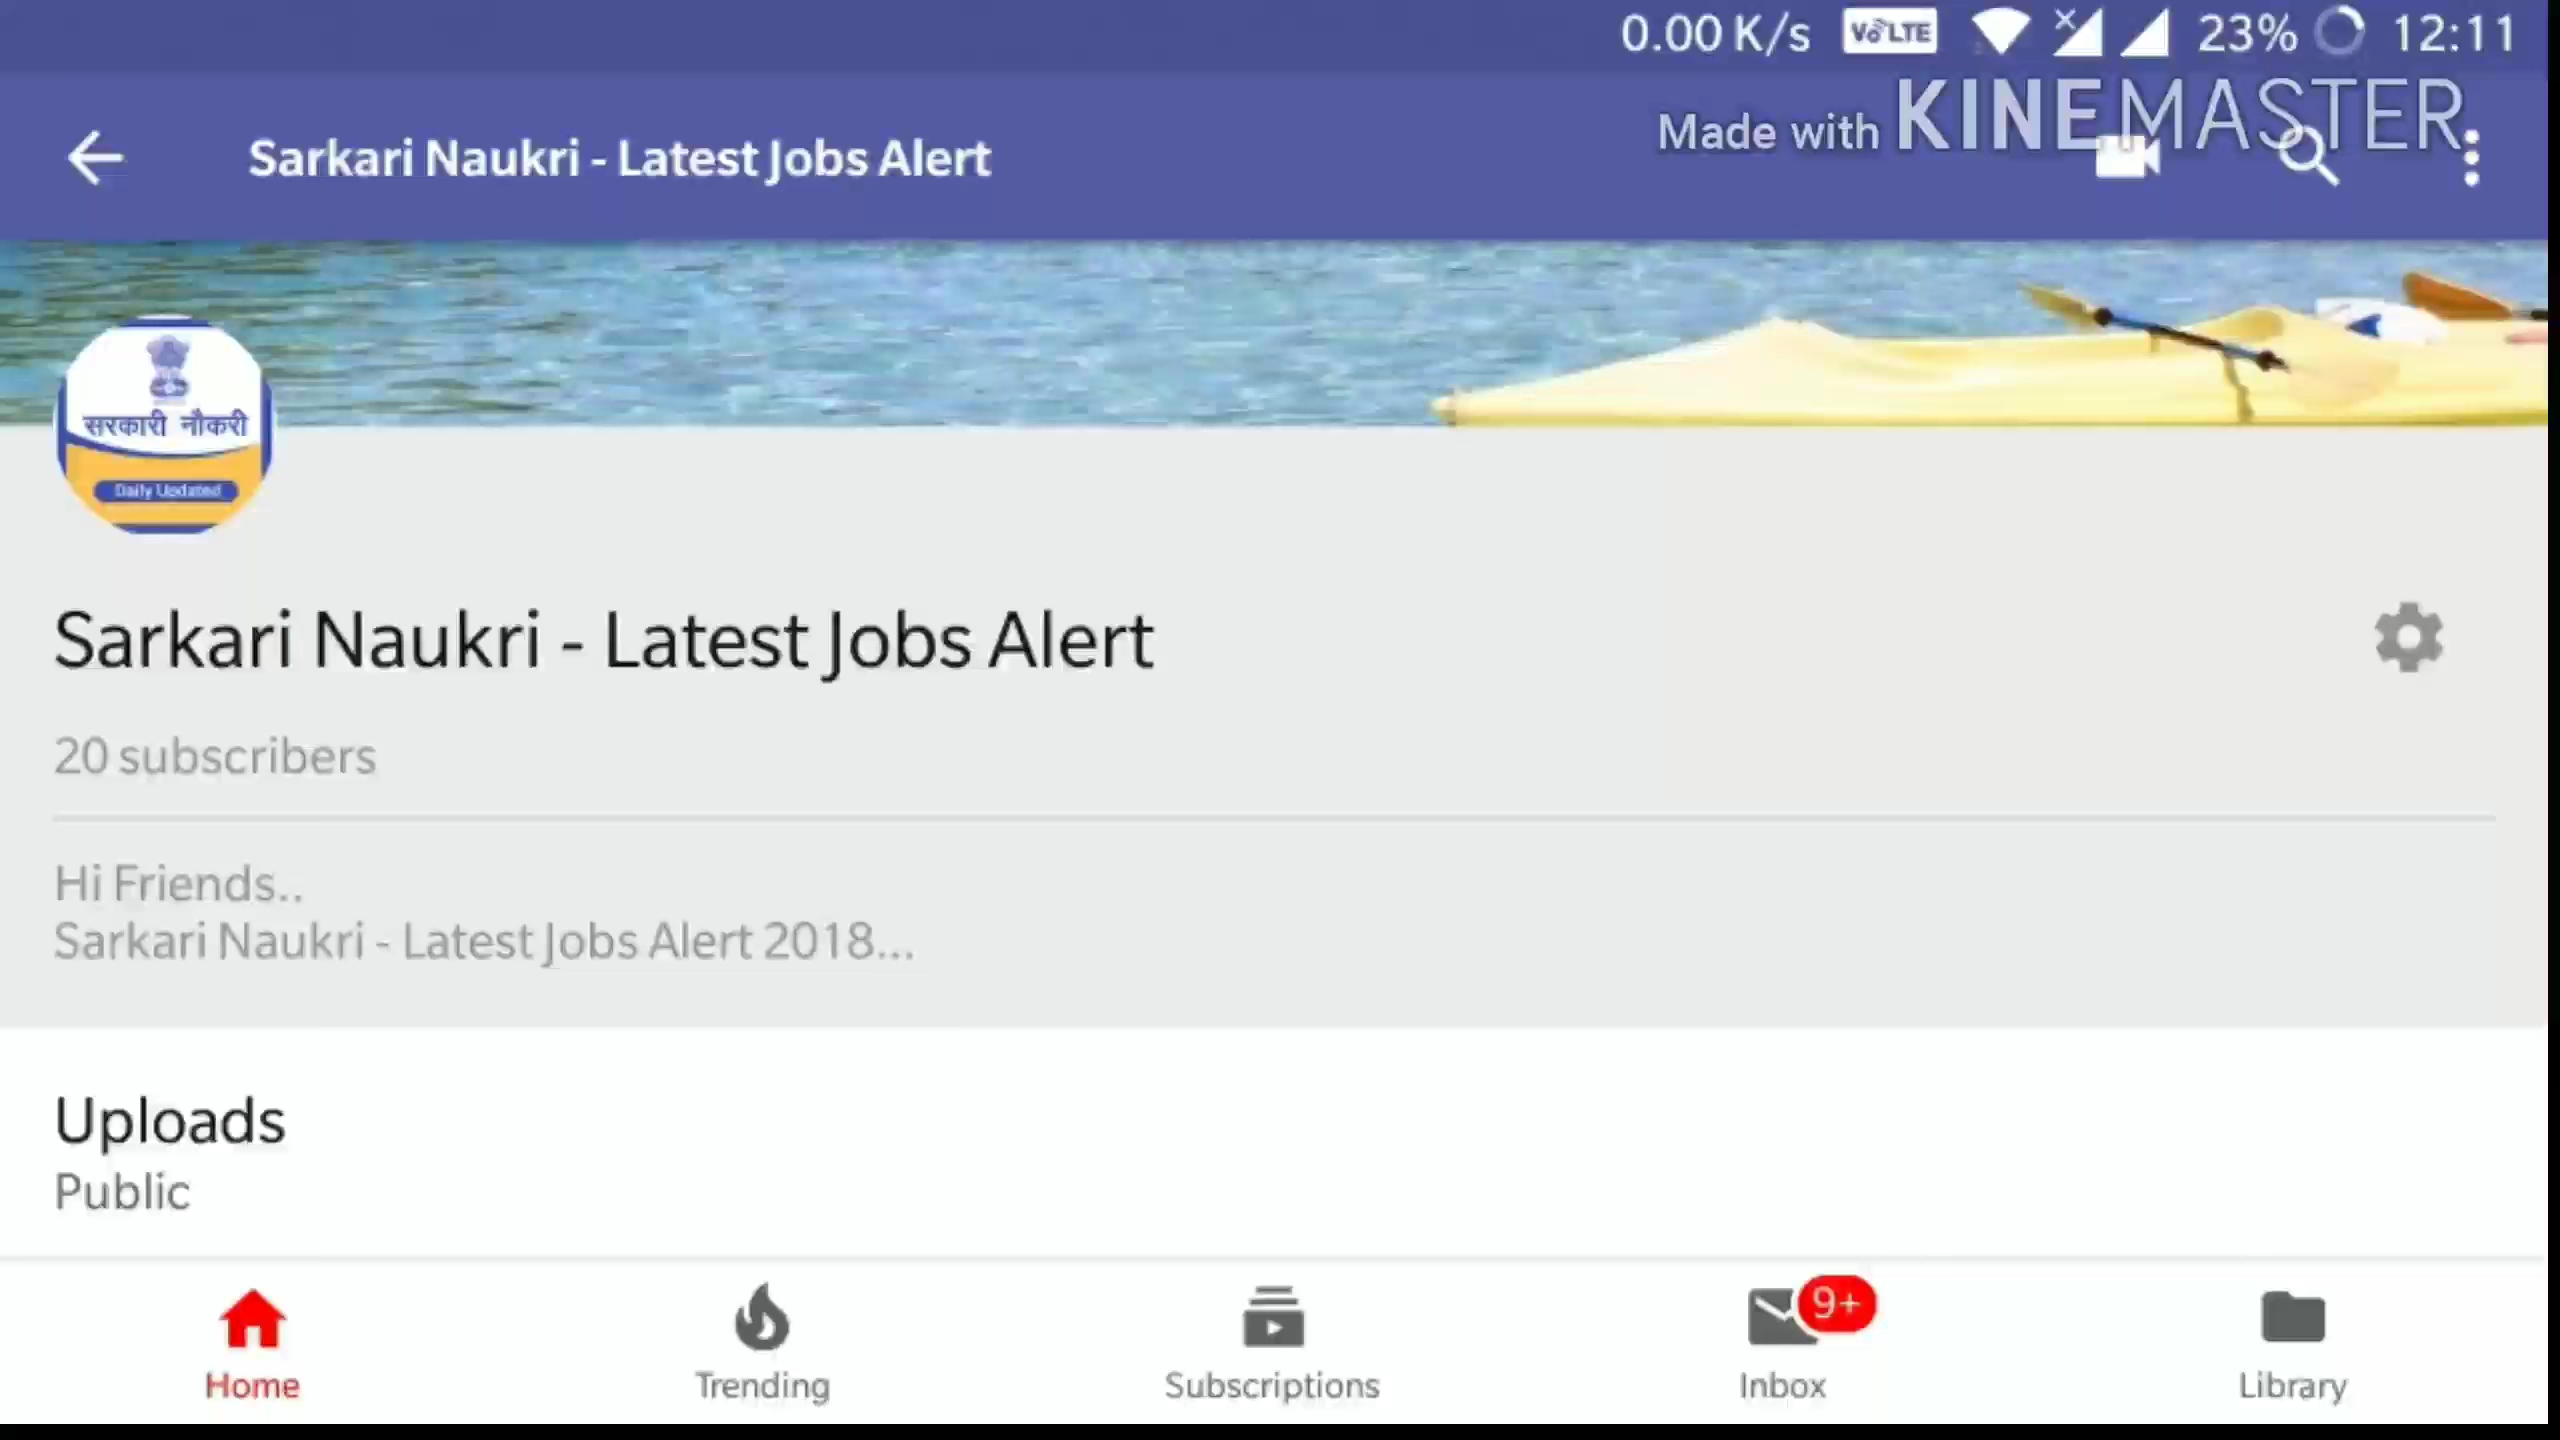 0.00 K/s VoLTE 23% 12:11
Made with KINEMASTER
Sarkari Naukri - Latest Jobs Alert
सरकारी नौकरी
Daily Updated
Sarkari Naukri - Latest Jobs Alert
20 subscribers
Hi Friends..
Sarkari Naukri - Latest Jobs Alert 2018...
Uploads
Public
9+
Home Trending Subscriptions Inbox Library